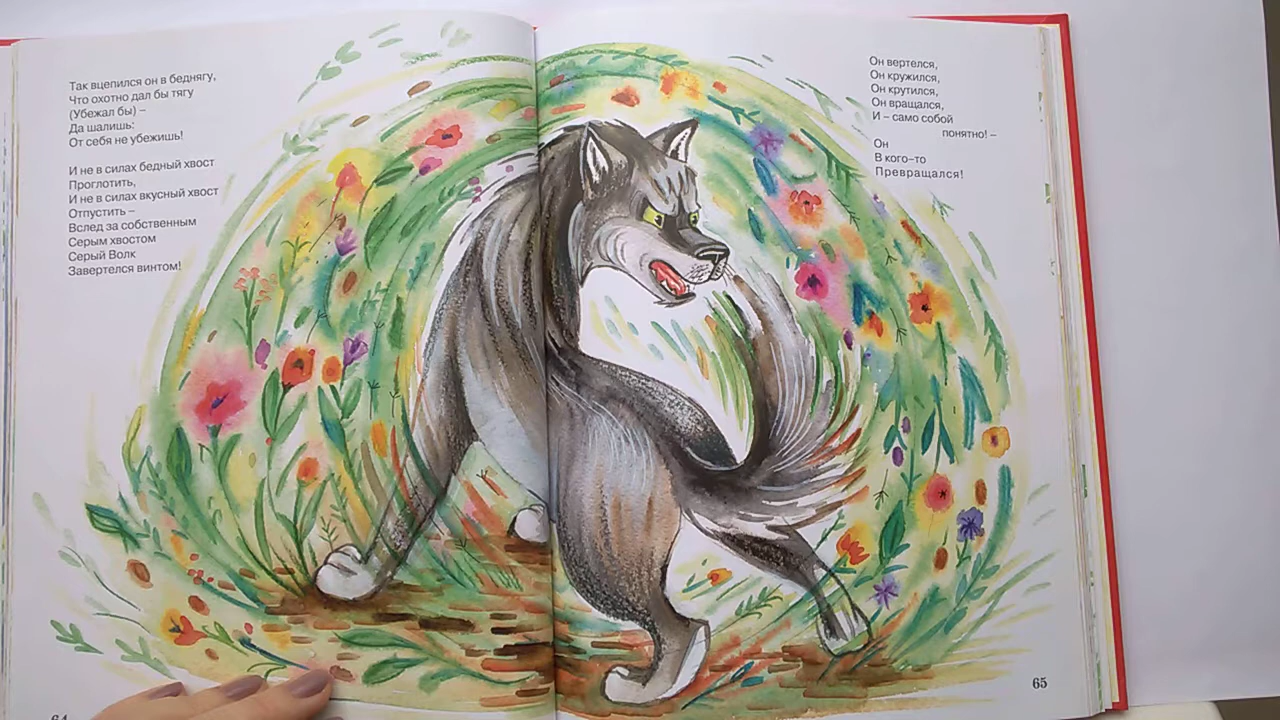 Так вцепился он в беднягу,
Что охотно дал бы тягу
(Убежал бы) –
Да шалишь:
От себя не убежишь!
И не в силах бедный хвост
Проглотить,
И не в силах вкусный хвост
Отпустить –
Вслед за собственным
Серым хвостом
Серый Волк
Завертелся винтом!
64
Он вертелся,
Он кружился,
Он крутился,
Он вращался,
И – само собой
понятно! –
Он
В кого-то
Превращался!
65